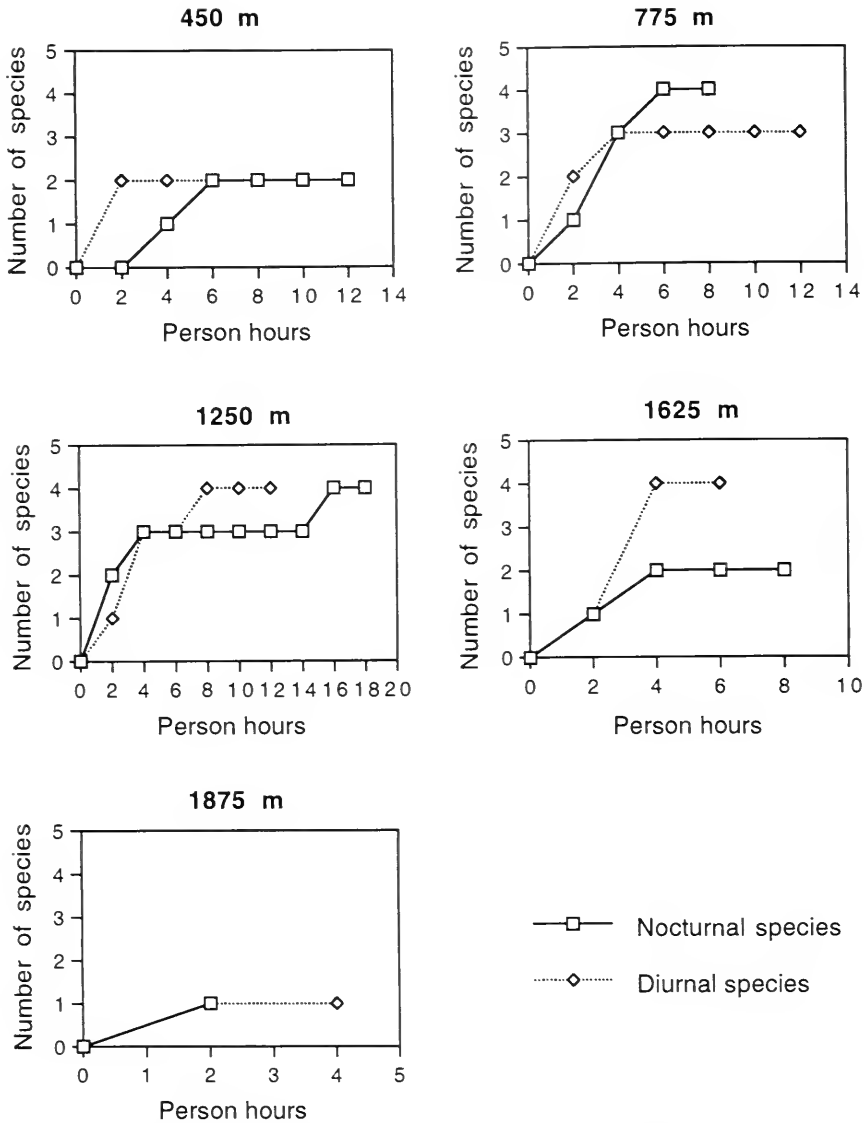 450 m
Number of species
5
4
3
2
1
0
0 2 4 6 8 10 12 14
Person hours
775 m
Number of species
5
4
3
2
1
0
0 2 4 6 8 10 12 14
Person hours
1250 m
Number of species
5
4
3
2
1
0
0 2 4 6 8 10 12 14 16 18 20
Person hours
1625 m
Number of species
5
4
3
2
1
0
0 2 4 6 8 10
Person hours
1875 m
Number of species
5
4
3
2
1
0
0 1 2 3 4 5
Person hours
Nocturnal species
Diurnal species